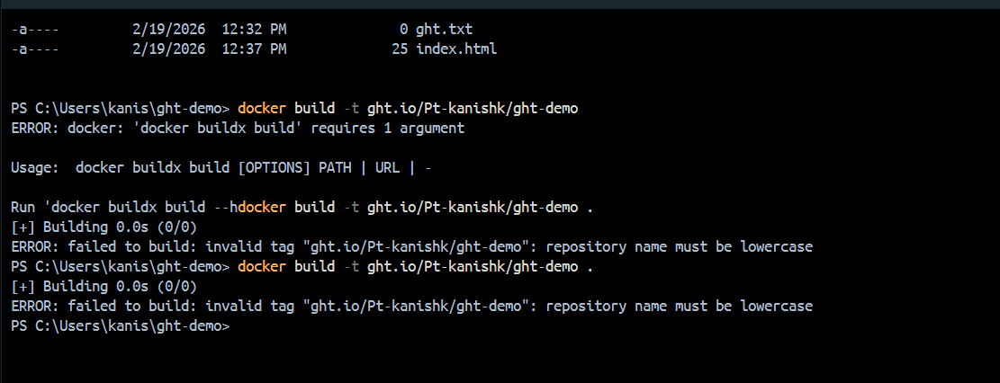 -a---- 2/19/2026 12:32 PM 0 ght.txt
-a---- 2/19/2026 12:37 PM 25 index.html
PS C:\Users\kanis\ght-demo> docker build -t ght.io/Pt-kanishk/ght-demo
ERROR: docker: 'docker buildx build' requires 1 argument
Usage: docker buildx build [OPTIONS] PATH | URL | -
Run 'docker buildx build --hdocker build -t ght.io/Pt-kanishk/ght-demo .
[+] Building 0.0s (0/0)
ERROR: failed to build: invalid tag "ght.io/Pt-kanishk/ght-demo": repository name must be lowercase
PS C:\Users\kanis\ght-demo> docker build -t ght.io/Pt-kanishk/ght-demo .
[+] Building 0.0s (0/0)
ERROR: failed to build: invalid tag "ght.io/Pt-kanishk/ght-demo": repository name must be lowercase
PS C:\Users\kanis\ght-demo>